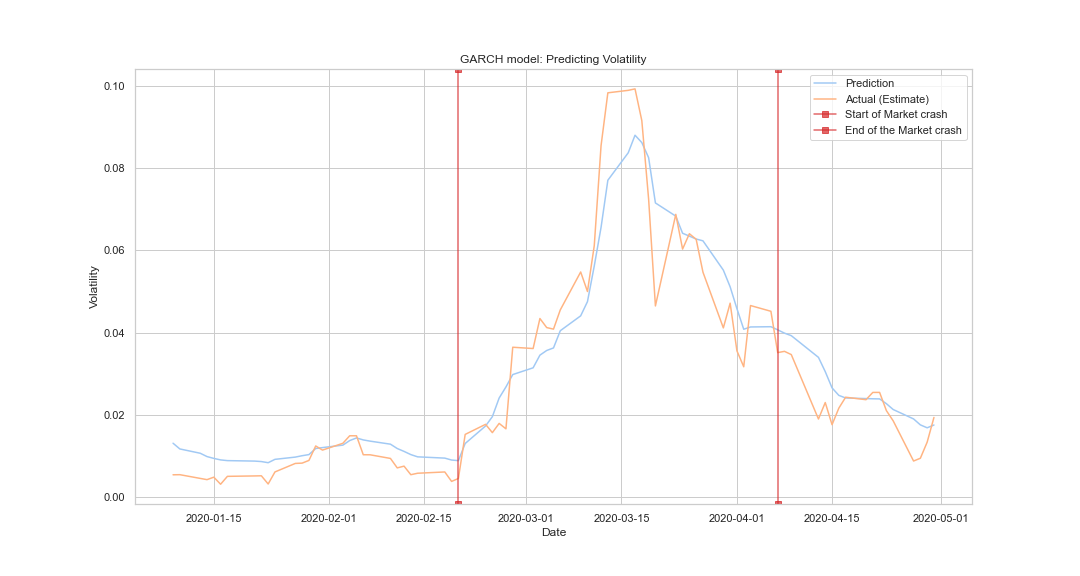 GARCH model: Predicting Volatility
Prediction
Actual (Estimate)
Start of Market crash
End of the Market crash
0.10
0.08
0.06
0.04
0.02
0.00
Volatility
2020-01-15 2020-02-01 2020-02-15 2020-03-01 2020-03-15 2020-04-01 2020-04-15 2020-05-01
Date